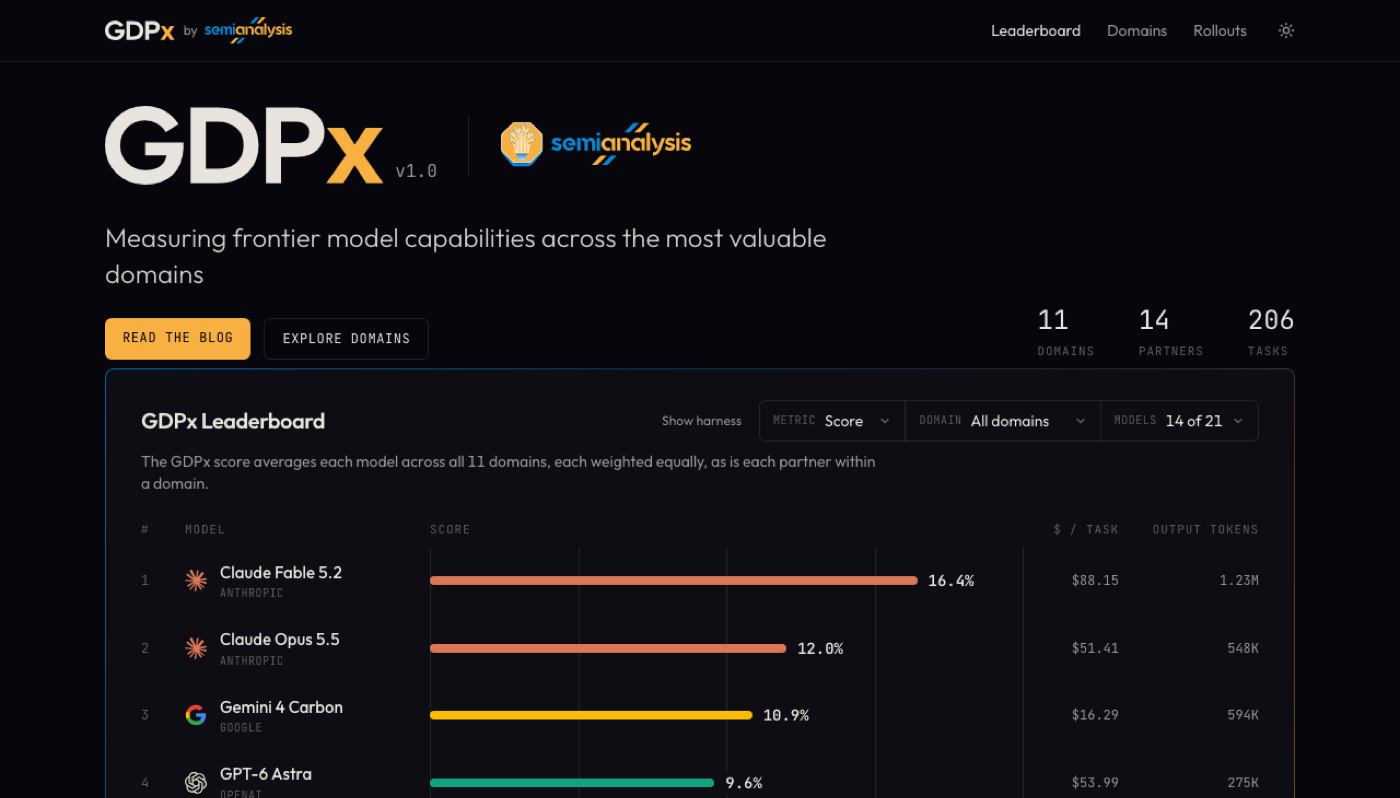 GDPx by semianalysis
Leaderboard Domains Rollouts
GDPx v1.0
semianalysis
Measuring frontier model capabilities across the most valuable
domains
READ THE BLOG
EXPLORE DOMAINS
11 14 206
DOMAINS PARTNERS TASKS
GDPx Leaderboard
Show harness
METRIC Score
DOMAIN All domains
MODELS 14 of 21
The GDPx score averages each model across all 11 domains, each weighted equally, as is each partner within
a domain.
# MODEL SCORE $ / TASK OUTPUT TOKENS
1 Claude Fable 5.2 16.4% $88.15 1.23M
ANTHROPIC
2 Claude Opus 5.5 12.0% $51.41 548K
ANTHROPIC
3 Gemini 4 Carbon 10.9% $16.29 594K
GOOGLE
4 GPT-6 Astra 9.6% $53.99 275K
OPENAI